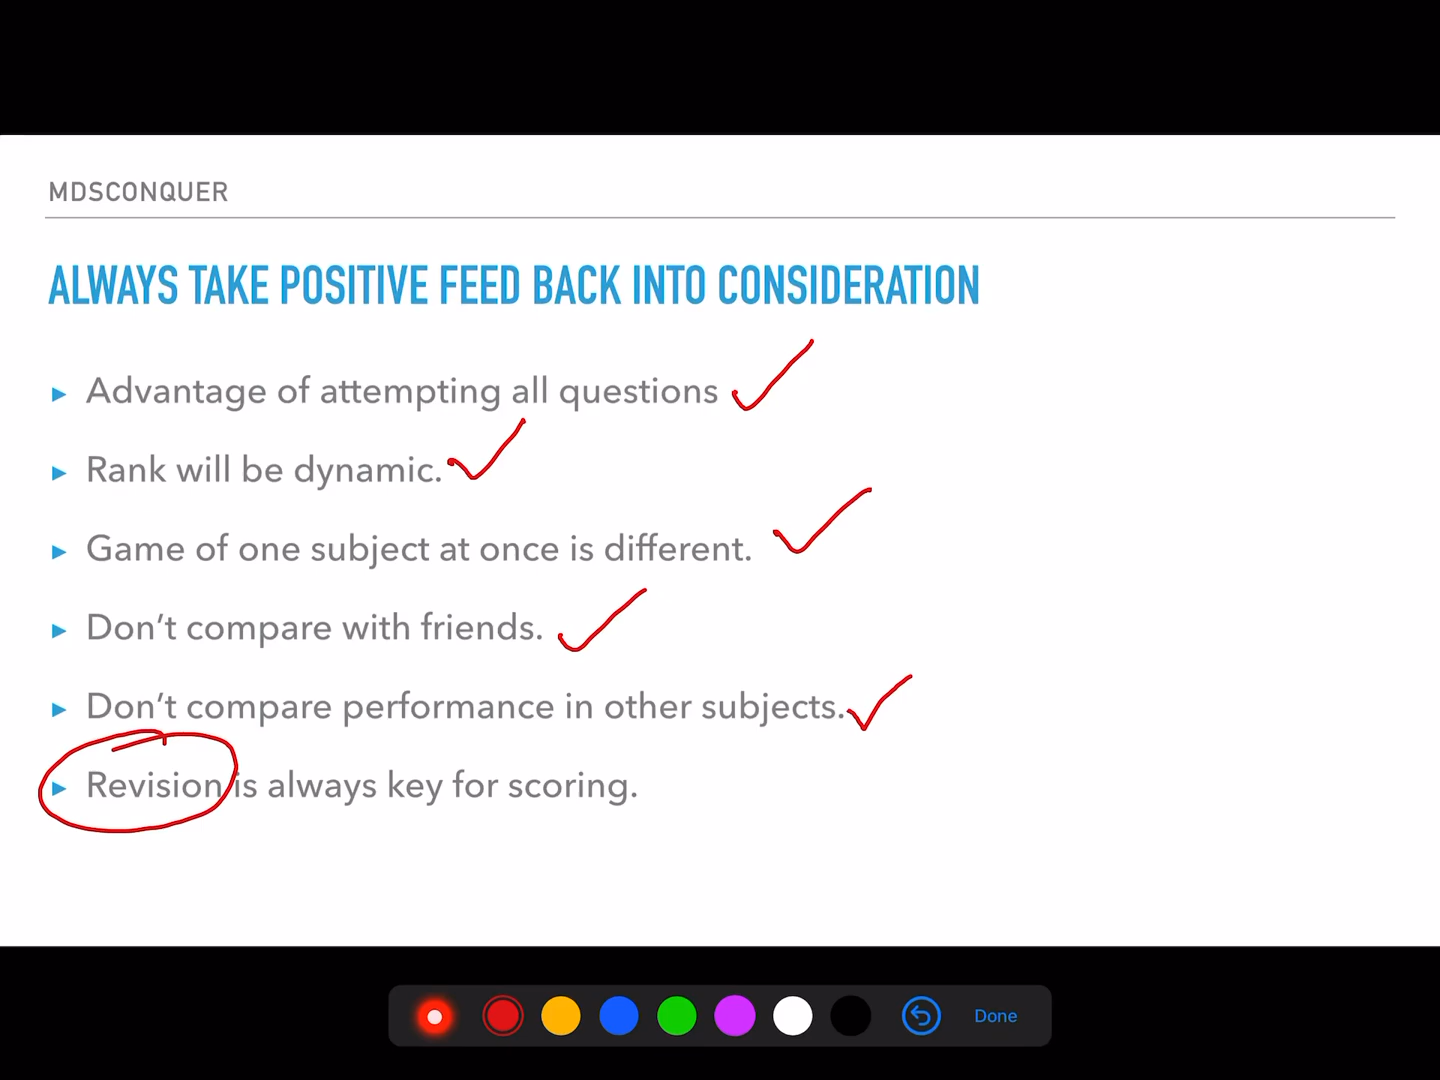 MDSCONQUER
ALWAYS TAKE POSITIVE FEED BACK INTO CONSIDERATION
▸ Advantage of attempting all questions
▸ Rank will be dynamic.
▸ Game of one subject at once is different.
▸ Don’t compare with friends.
▸ Don’t compare performance in other subjects.
▸ Revision is always key for scoring.
Done